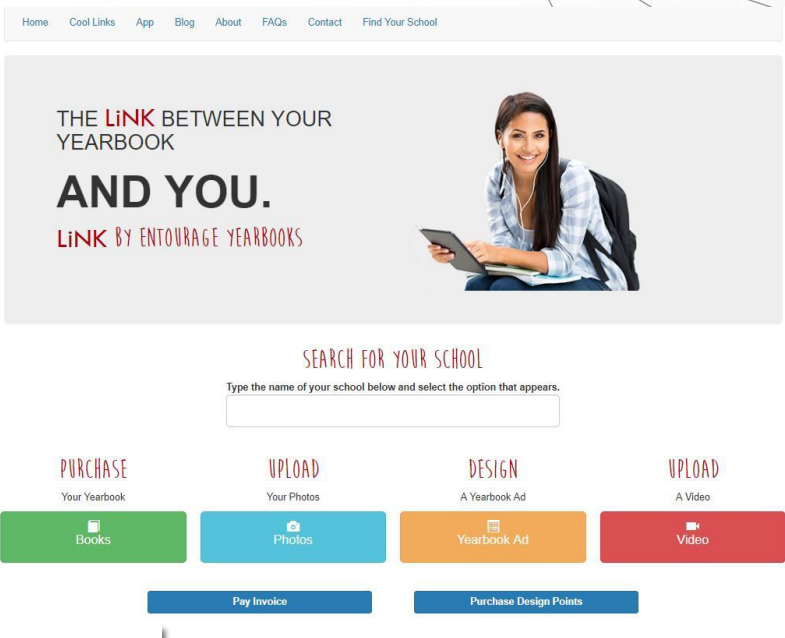 Home Cool Links App Blog About FAQs Contact Find Your School
THE LiNK BETWEEN YOUR
YEARBOOK
AND YOU.
LiNK BY ENTOURAGE YEARBOOKS
SEARCH FOR YOUR SCHOOL
Type the name of your school below and select the option that appears.
PURCHASE UPLOAD DESIGN UPLOAD
Your Yearbook Your Photos A Yearbook Ad A Video
Books Photos Yearbook Ad Video
Pay Invoice Purchase Design Points